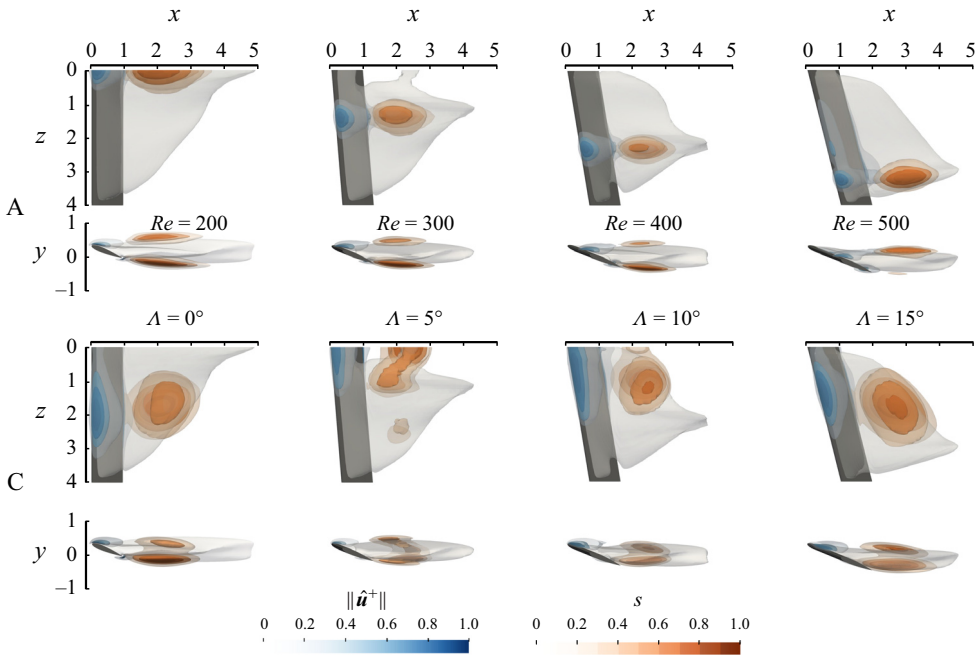 x x x x
0 1 2 3 4 5 0 1 2 3 4 5 0 1 2 3 4 5 0 1 2 3 4 5
0
1
z 2
3
4
A
Re = 200 Re = 300 Re = 400 Re = 500
1
y 0
–1
Λ = 0° Λ = 5° Λ = 10° Λ = 15°
0
1
z 2
3
4
C
1
y 0
–1
‖û⁺‖ s
0 0.2 0.4 0.6 0.8 1.0 0 0.2 0.4 0.6 0.8 1.0